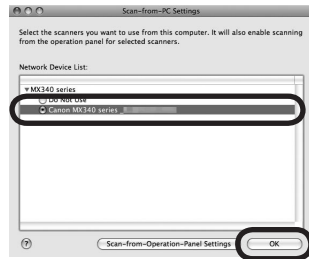 Scan-from-PC Settings
Select the scanners you want to use from this computer. It will also enable scanning
from the operation panel for selected scanners.
Network Device List:
MX340 series
Do Not Use
Canon MX340 series _
?
Scan-from-Operation-Panel Settings
OK